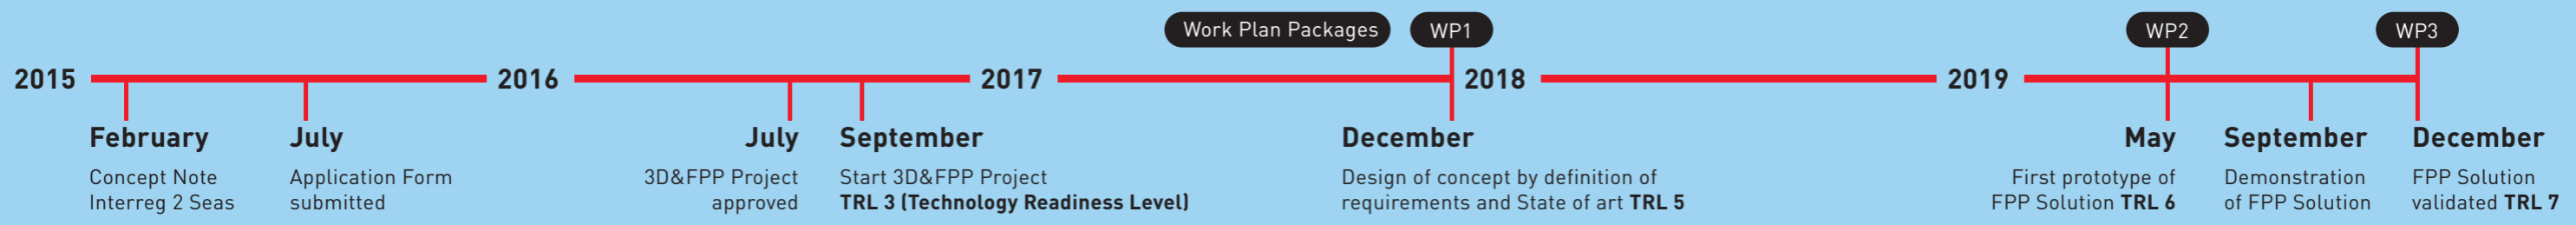 Work Plan Packages
WP1
WP2
WP3
2015
2016
2017
2018
2019
February
Concept Note
Interreg 2 Seas
July
Application Form
submitted
July
3D&FPP Project
approved
September
Start 3D&FPP Project
TRL 3 (Technology Readiness Level)
December
Design of concept by definition of
requirements and State of art TRL 5
May
First prototype of
FPP Solution TRL 6
September
Demonstration
of FPP Solution
December
FPP Solution
validated TRL 7